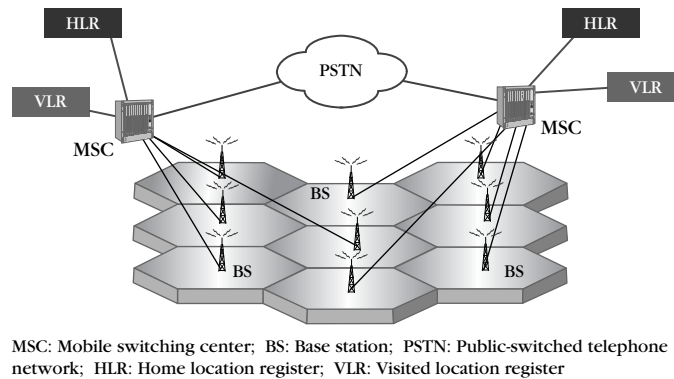 HLR
HLR
PSTN
VLR
VLR
MSC
MSC
BS
BS
BS
MSC: Mobile switching center; BS: Base station; PSTN: Public-switched telephone
network; HLR: Home location register; VLR: Visited location register